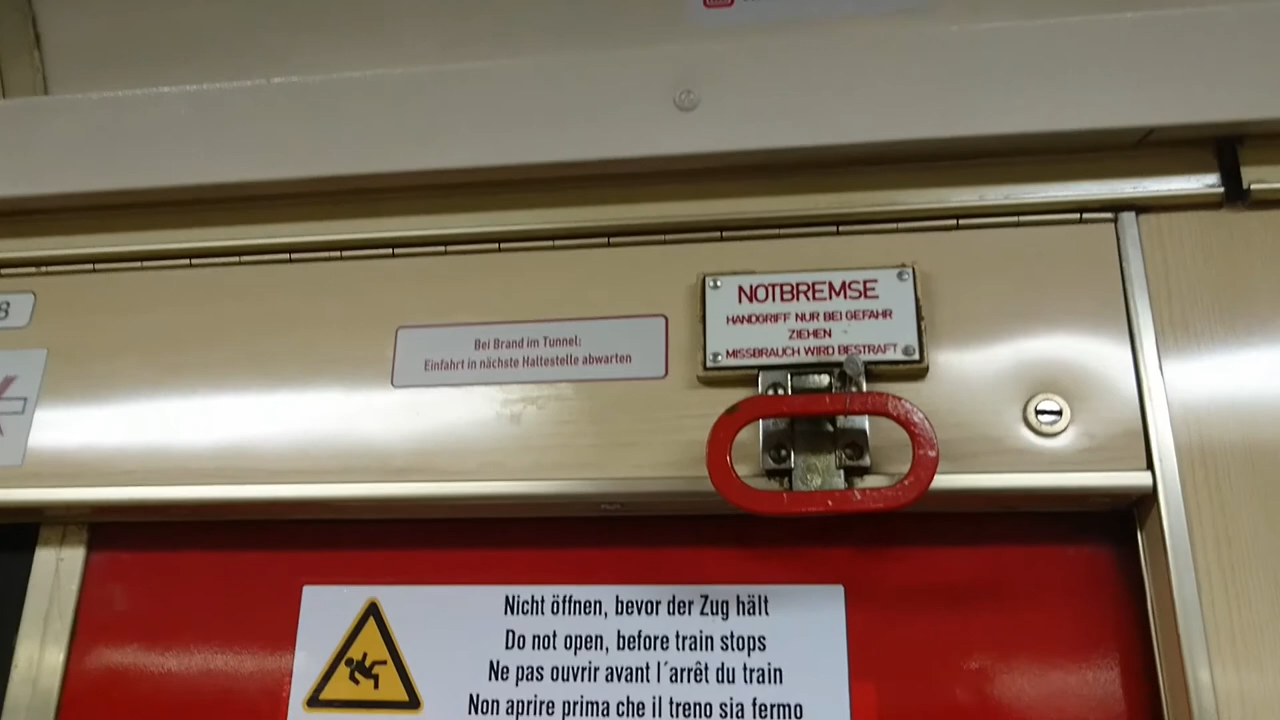 8
NOTBREMSE
HANDGRIFF NUR BEI GEFAHR
ZIEHEN
MISSBRAUCH WIRD BESTRAFT
Bei Brand im Tunnel:
Einfahrt in nächste Haltestelle abwarten
Nicht öffnen, bevor der Zug hält
Do not open, before train stops
Ne pas ouvrir avant l´arrêt du train
Non aprire prima che il treno sia fermo